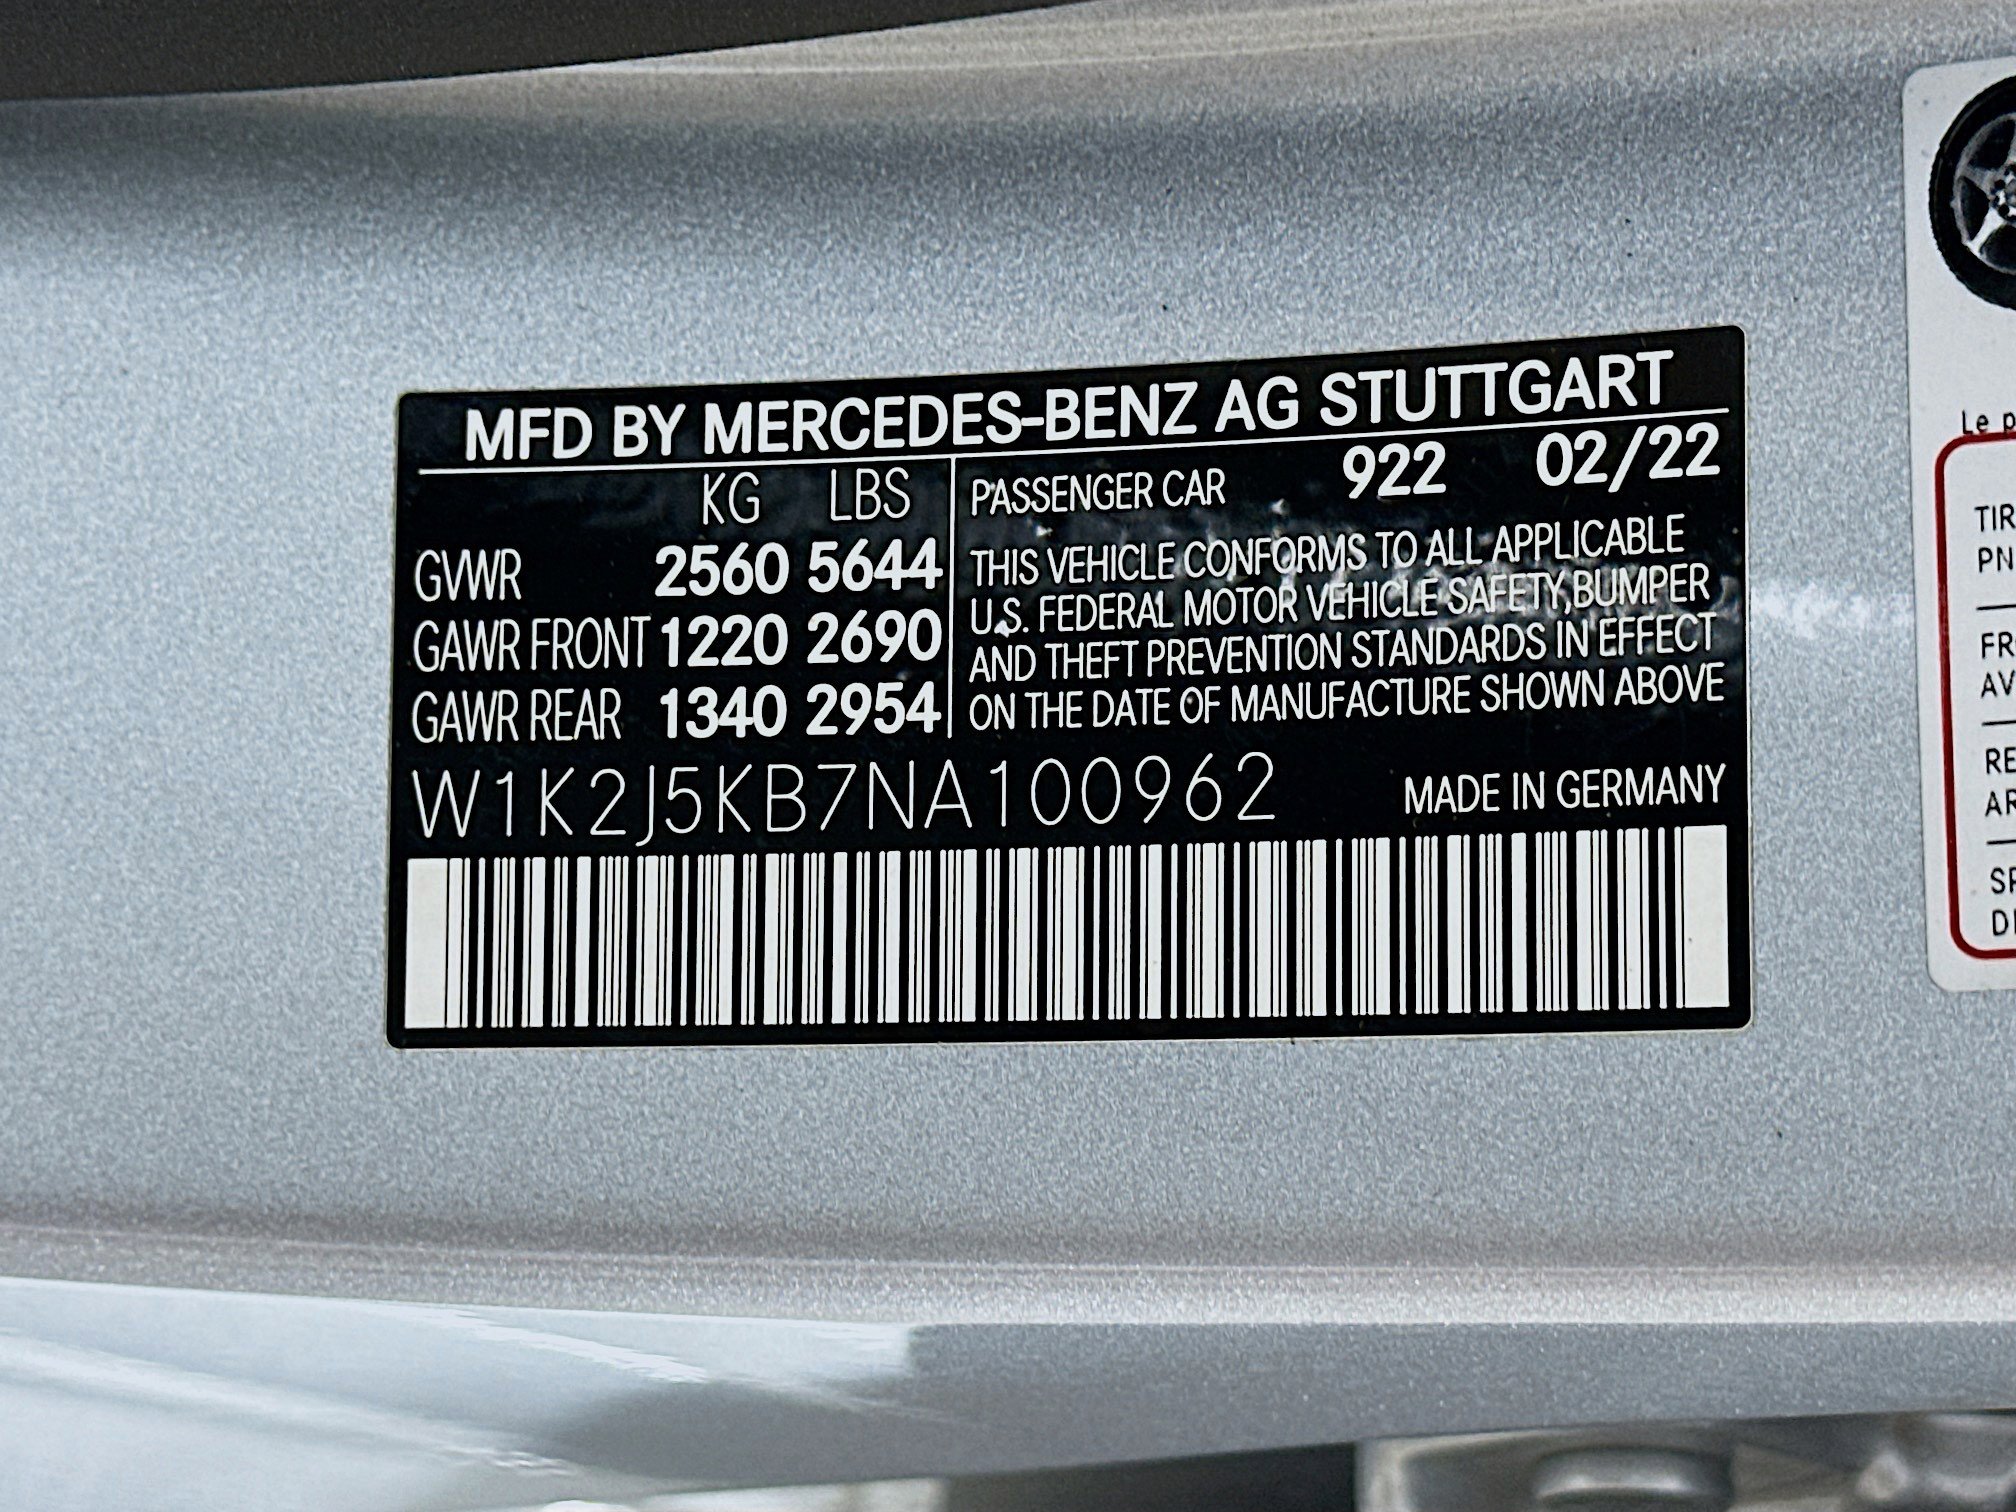 MFD BY MERCEDES-BENZ AG STUTTGART
KG LBS
GVWR 2560 5644
GAWR FRONT 1220 2690
GAWR REAR 1340 2954
PASSENGER CAR 922 02/22
THIS VEHICLE CONFORMS TO ALL APPLICABLE
U.S. FEDERAL MOTOR VEHICLE SAFETY,BUMPER
AND THEFT PREVENTION STANDARDS IN EFFECT
ON THE DATE OF MANUFACTURE SHOWN ABOVE
W1K2J5KB7NA100962
MADE IN GERMANY
Le